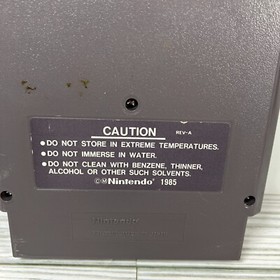 CAUTION
REV-A
• DO NOT STORE IN EXTREME TEMPERATURES.
• DO NOT IMMERSE IN WATER.
• DO NOT CLEAN WITH BENZENE, THINNER,
ALCOHOL OR OTHER SUCH SOLVENTS.
©MNintendo® 1985
Nintendo